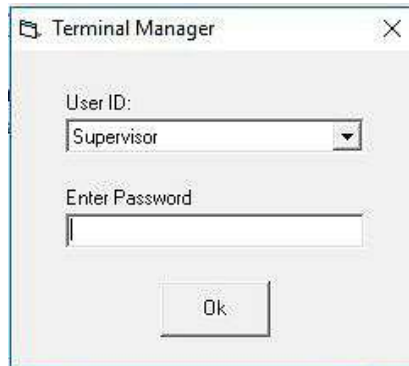 Terminal Manager
User ID:
Supervisor
Enter Password
Ok